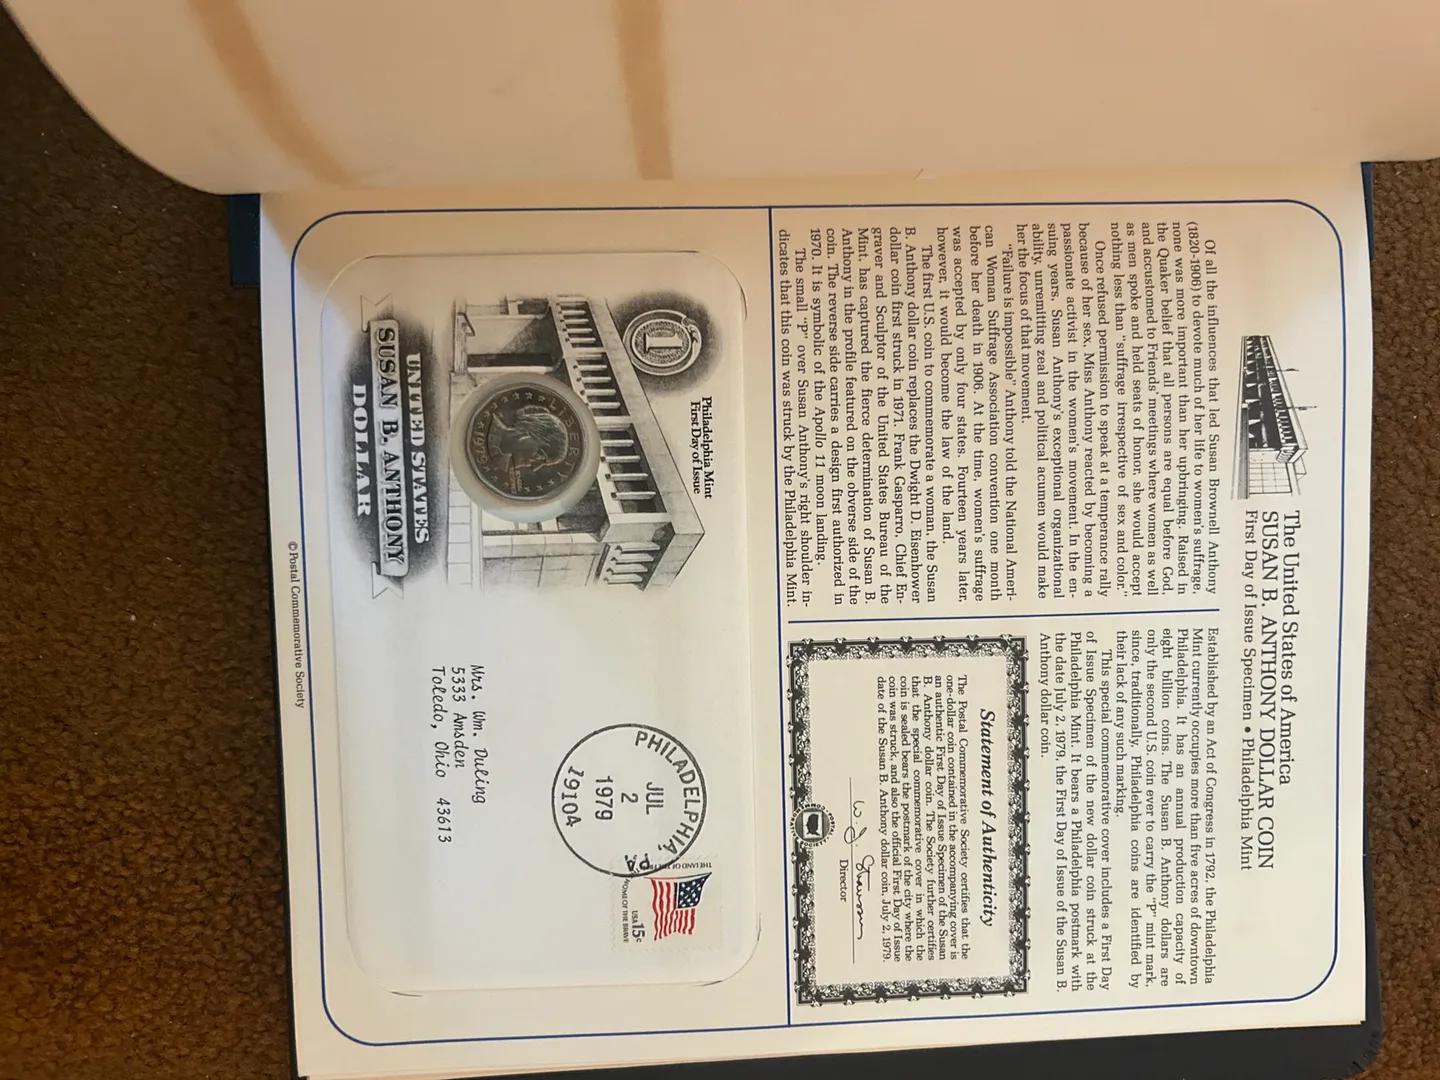 The United States of America
SUSAN B. ANTHONY DOLLAR COIN
First Day of Issue Specimen • Philadelphia Mint
Of all the influences that led Susan Brownell Anthony
(1820-1906) to devote much of her life to women's suffrage,
none was more important than her upbringing. Raised in
the Quaker belief that all persons are equal before God,
and accustomed to Friends' meetings where women as well
as men spoke and held seats of honor, she would accept
nothing less than "suffrage irrespective of sex and color."
Once refused permission to speak at a temperance rally
because of her sex, Miss Anthony reacted by becoming a
passionate activist in the women's movement. In the en-
suing years, Susan Anthony's exceptional organizational
ability, unremitting zeal and political acumen would make
her the focus of that movement.
"Failure is impossible" Anthony told the National Ameri-
can Woman Suffrage Association convention one month
before her death in 1906. At the time, women's suffrage
was accepted by only four states. Fourteen years later,
however, it would become the law of the land.
The first U.S. coin to commemorate a woman, the Susan
B. Anthony dollar coin replaces the Dwight D. Eisenhower
dollar coin first struck in 1971. Frank Gasparro, Chief En-
graver and Sculptor of the United States Bureau of the
Mint, has captured the fierce determination of Susan B.
Anthony in the profile featured on the obverse side of the
coin. The reverse side carries a design first authorized in
1970. It is symbolic of the Apollo 11 moon landing.
The small "P" over Susan Anthony's right shoulder in-
dicates that this coin was struck by the Philadelphia Mint.
Established by an Act of Congress in 1792, the Philadelphia
Mint currently occupies more than five acres of downtown
Philadelphia. It has an annual production capacity of
eight billion coins. The Susan B. Anthony dollars are
only the second U.S. coin ever to carry the "P" mint mark,
since, traditionally, Philadelphia coins are identified by
their lack of any such marking.
This special commemorative cover includes a First Day
of Issue Specimen of the new dollar coin struck at the
Philadelphia Mint. It bears a Philadelphia postmark with
the date July 2, 1979, the First Day of Issue of the Susan B.
Anthony dollar coin.
Statement of Authenticity
The Postal Commemorative Society certifies that the
one-dollar coin contained in the accompanying cover is
an authentic First Day of Issue Specimen of the Susan
B. Anthony dollar coin. The Society further certifies
that the special commemorative cover in which the
coin is sealed bears the postmark of the city where the
coin was struck, and also the official First Day of Issue
date of the Susan B. Anthony dollar coin, July 2, 1979.
Director
Philadelphia Mint
First Day of Issue
1
LIBERTY
1979
UNITED STATES
SUSAN B. ANTHONY
DOLLAR
PHILADELPHIA, PA.
JUL
2
1979
19104
THE LAND OF THE
HOME OF THE BRAVE
USA 15c
Mrs. Wm. Duling
5333 Amsden
Toledo, Ohio 43613
© Postal Commemorative Society